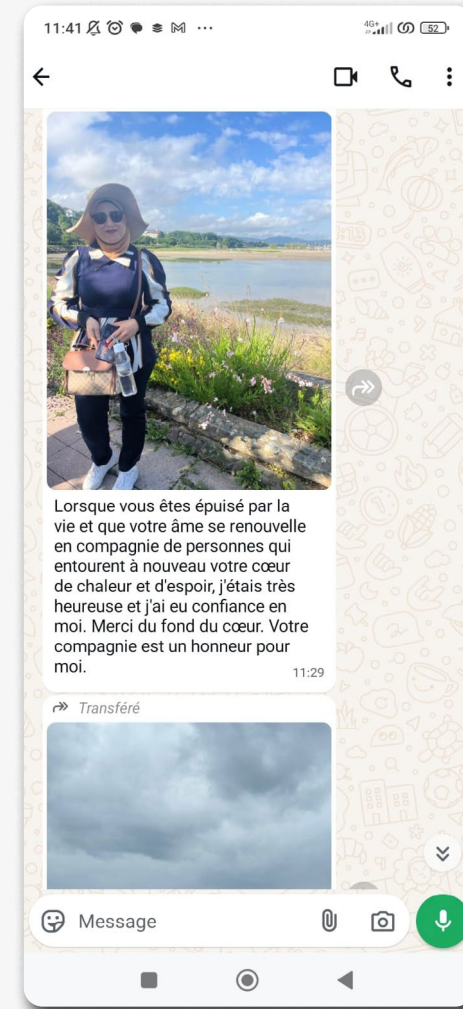 11:41
4G+
52
Lorsque vous êtes épuisé par la
vie et que votre âme se renouvelle
en compagnie de personnes qui
entourent à nouveau votre cœur
de chaleur et d'espoir, j'étais très
heureuse et j'ai eu confiance en
moi. Merci du fond du cœur. Votre
compagnie est un honneur pour
moi.
11:29
Transféré
Message